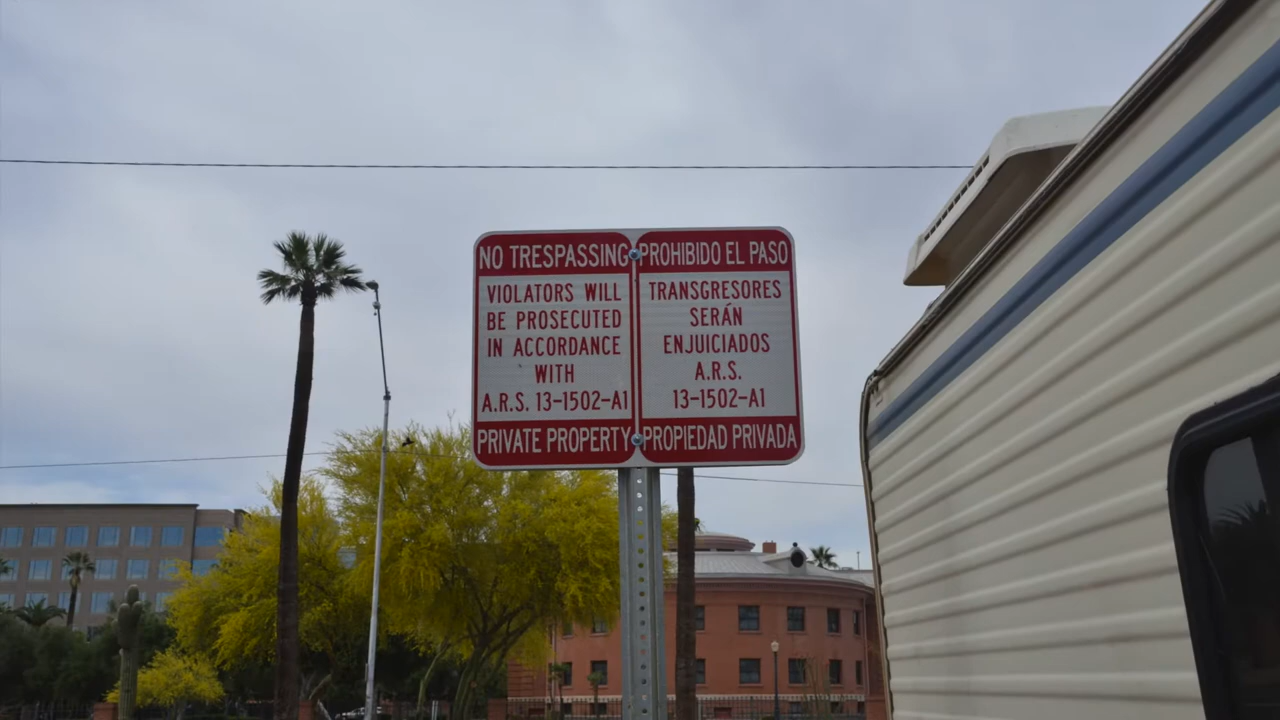 NO TRESPASSING
VIOLATORS WILL
BE PROSECUTED
IN ACCORDANCE
WITH
A.R.S. 13-1502-A1
PRIVATE PROPERTY
PROHIBIDO EL PASO
TRANSGRESORES
SERÁN
ENJUICIADOS
A.R.S.
13-1502-A1
PROPIEDAD PRIVADA